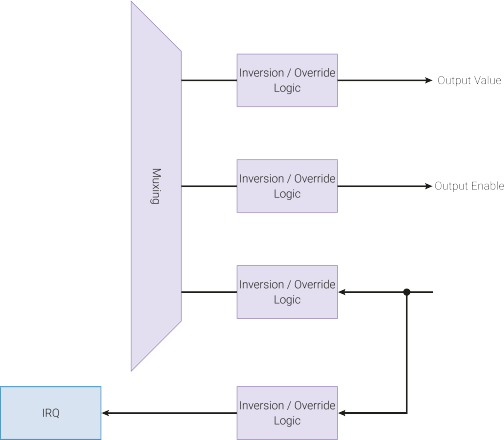 Inversion / Override
Logic
Output Value
Muxing
Inversion / Override
Logic
Output Enable
Inversion / Override
Logic
IRQ
Inversion / Override
Logic